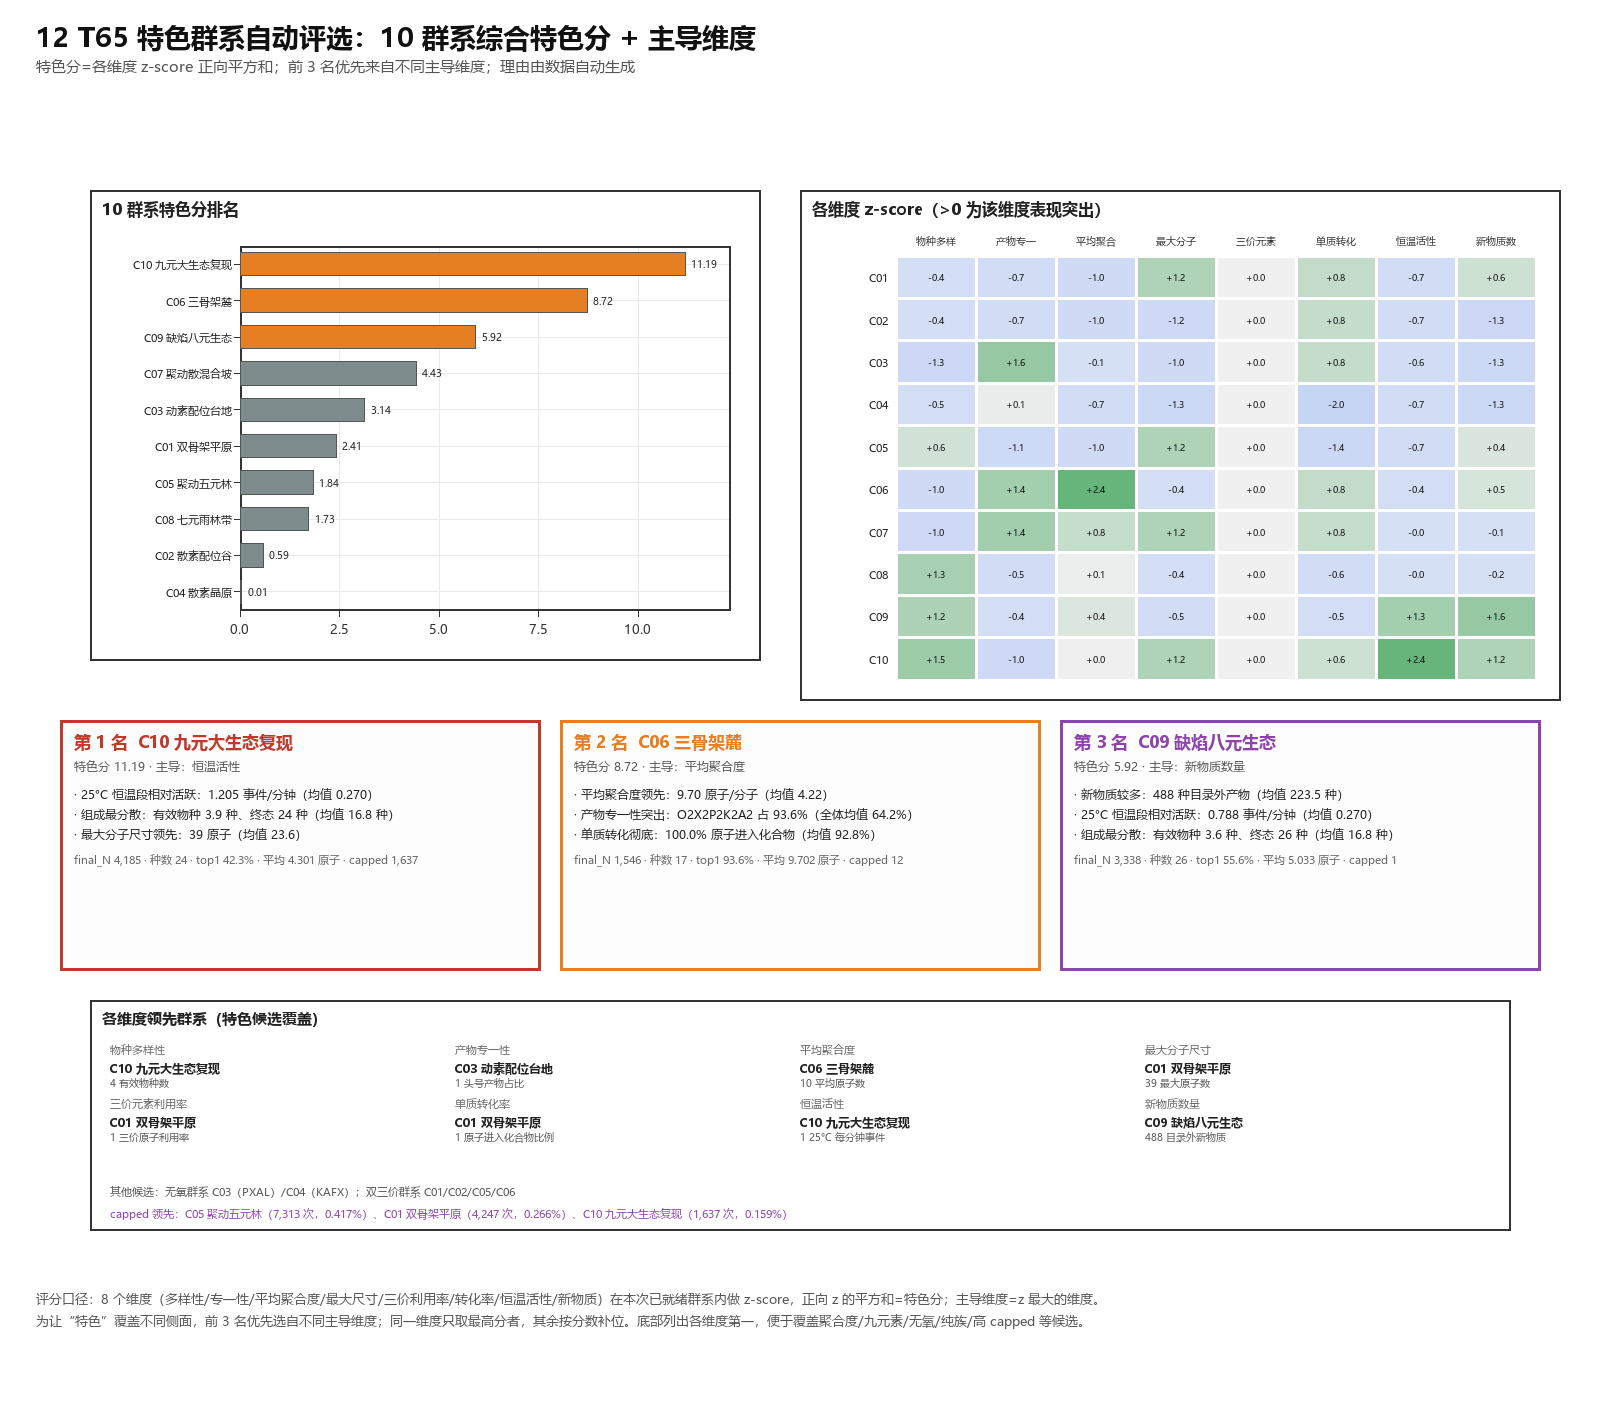 12 T65 特色群系自动评选：10 群系综合特色分 + 主导维度
特色分=各维度 z-score 正向平方和；前 3 名优先来自不同主导维度；理由由数据自动生成
10 群系特色分排名
C10 九元大生态复现 11.19
C06 三骨架麓 8.72
C09 缺焰八元生态 5.92
C07 聚动散混合坡 4.43
C03 动素配位台地 3.14
C01 双骨架平原 2.41
C05 聚动五元林 1.84
C08 七元雨林带 1.73
C02 散素配位谷 0.59
C04 散素晶原 0.01
0.0 2.5 5.0 7.5 10.0
各维度 z-score（>0 为该维度表现突出）
物种多样 产物专一 平均聚合 最大分子 三价元素 单质转化 恒温活性 新物质数
C01 -0.4 -0.7 -1.0 +1.2 +0.0 +0.8 -0.7 +0.6
C02 -0.4 -0.7 -1.0 -1.2 +0.0 +0.8 -0.7 -1.3
C03 -1.3 +1.6 -0.1 -1.0 +0.0 +0.8 -0.6 -1.3
C04 -0.5 +0.1 -0.7 -1.3 +0.0 -2.0 -0.7 -1.3
C05 +0.6 -1.1 -1.0 +1.2 +0.0 -1.4 -0.7 +0.4
C06 -1.0 +1.4 +2.4 -0.4 +0.0 +0.8 -0.4 +0.5
C07 -1.0 +1.4 +0.8 +1.2 +0.0 +0.8 -0.0 -0.1
C08 +1.3 -0.5 +0.1 -0.4 +0.0 -0.6 -0.0 -0.2
C09 +1.2 -0.4 +0.4 -0.5 +0.0 -0.5 +1.3 +1.6
C10 +1.5 -1.0 +0.0 +1.2 +0.0 +0.6 +2.4 +1.2
第 1 名 C10 九元大生态复现
特色分 11.19 · 主导：恒温活性
· 25°C 恒温段相对活跃：1.205 事件/分钟（均值 0.270）
· 组成最分散：有效物种 3.9 种、终态 24 种（均值 16.8 种）
· 最大分子尺寸领先：39 原子（均值 23.6）
final_N 4,185 · 种数 24 · top1 42.3% · 平均 4.301 原子 · capped 1,637
第 2 名 C06 三骨架麓
特色分 8.72 · 主导：平均聚合度
· 平均聚合度领先：9.70 原子/分子（均值 4.22）
· 产物专一性突出：O2X2P2K2A2 占 93.6%（全体均值 64.2%）
· 单质转化彻底：100.0% 原子进入化合物（均值 92.8%）
final_N 1,546 · 种数 17 · top1 93.6% · 平均 9.702 原子 · capped 12
第 3 名 C09 缺焰八元生态
特色分 5.92 · 主导：新物质数量
· 新物质较多：488 种目录外产物（均值 223.5 种）
· 25°C 恒温段相对活跃：0.788 事件/分钟（均值 0.270）
· 组成最分散：有效物种 3.6 种、终态 26 种（均值 16.8 种）
final_N 3,338 · 种数 26 · top1 55.6% · 平均 5.033 原子 · capped 1
各维度领先群系（特色候选覆盖）
物种多样性 产物专一性 平均聚合度 最大分子尺寸
C10 九元大生态复现 C03 动素配位台地 C06 三骨架麓 C01 双骨架平原
4 有效物种数 1 头号产物占比 10 平均原子数 39 最大原子数
三价元素利用率 单质转化率 恒温活性 新物质数量
C01 双骨架平原 C01 双骨架平原 C10 九元大生态复现 C09 缺焰八元生态
1 三价原子利用率 1 原子进入化合物比例 1 25°C 每分钟事件 488 目录外新物质
其他候选：无氧群系 C03（PXAL）/C04（KAFX）；双三价群系 C01/C02/C05/C06
capped 领先：C05 聚动五元林（7,313 次，0.417%）、C01 双骨架平原（4,247 次，0.266%）、C10 九元大生态复现（1,637 次，0.159%）
评分口径：8 个维度（多样性/专一性/平均聚合度/最大尺寸/三价利用率/转化率/恒温活性/新物质）在本次已就绪群系内做 z-score，正向 z 的平方和=特色分；主导维度=z 最大的维度。
为让“特色”覆盖不同侧面，前 3 名优先选自不同主导维度；同一维度只取最高分者，其余按分数补位。底部列出各维度第一，便于覆盖聚合度/九元素/无氧/纯族/高 capped 等候选。